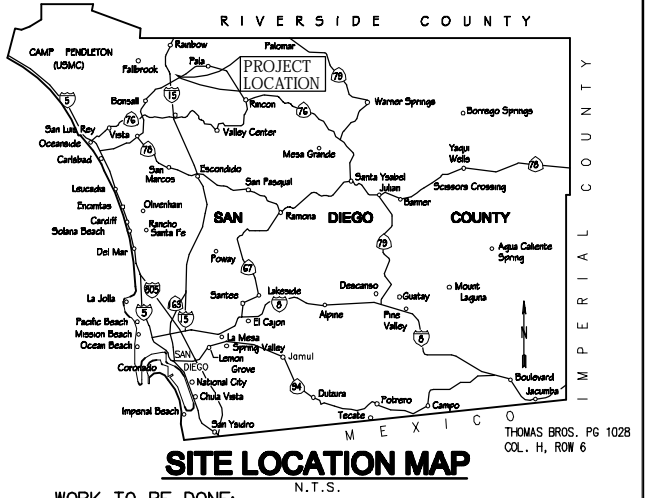 RIVERSIDE COUNTY
CAMP PENDLETON
(USMC)
Rainbow
Fallbrook
Pala
Palomar
PROJECT
LOCATION
79
5
15
Bonsall
Rincon
76
76
Warner Springs
Borrego Springs
San Luis Rey
Oceanside
Vista
Valley Center
78
Carlsbad
Mesa Grande
Yaqui
Wells
78
San
Marcos
Escondido
San Pasqual
Santa Ysabel
Julian
Banner
Scissors Crossing
Leucadia
Encinitas
Olivenhain
Cardiff
Solana Beach
Rancho
Santa Fe
Ramona
SAN DIEGO COUNTY
79
Del Mar
Poway
67
Agua Caliente
Spring
805
La Jolla
163
15
5
Santee
Lakeside
8
Descanso
Guatay
Mount
Laguna
Alpine
Pine
Valley
N
Pacific Beach
Mission Beach
Ocean Beach
El Cajon
La Mesa
Spring Valley
8
SAN
DIEGO
Lemon
Grove
Jamul
Coronado
National City
94
Dulzura
Potrero
Boulevard
Jacumba
Chula Vista
Imperial Beach
San Ysidro
Tecate
Campo
MEXICO
IMPERIAL COUNTY
THOMAS BROS. PG 1028
COL. H, ROW 6
SITE LOCATION MAP
N.T.S.
WORK TO BE DONE: